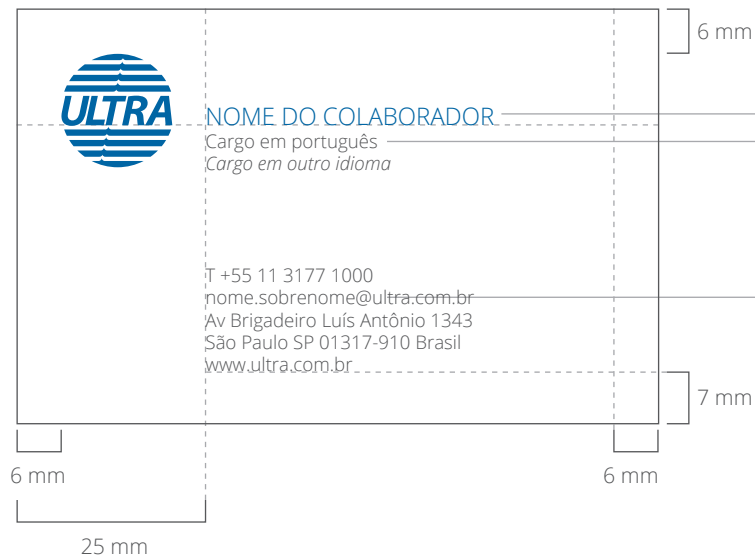 6 mm
ULTRA
NOME DO COLABORADOR
Cargo em português
Cargo em outro idioma
T +55 11 3177 1000
nome.sobrenome@ultra.com.br
Av Brigadeiro Luís Antônio 1343
São Paulo SP 01317-910 Brasil
www.ultra.com.br
7 mm
6 mm
6 mm
25 mm